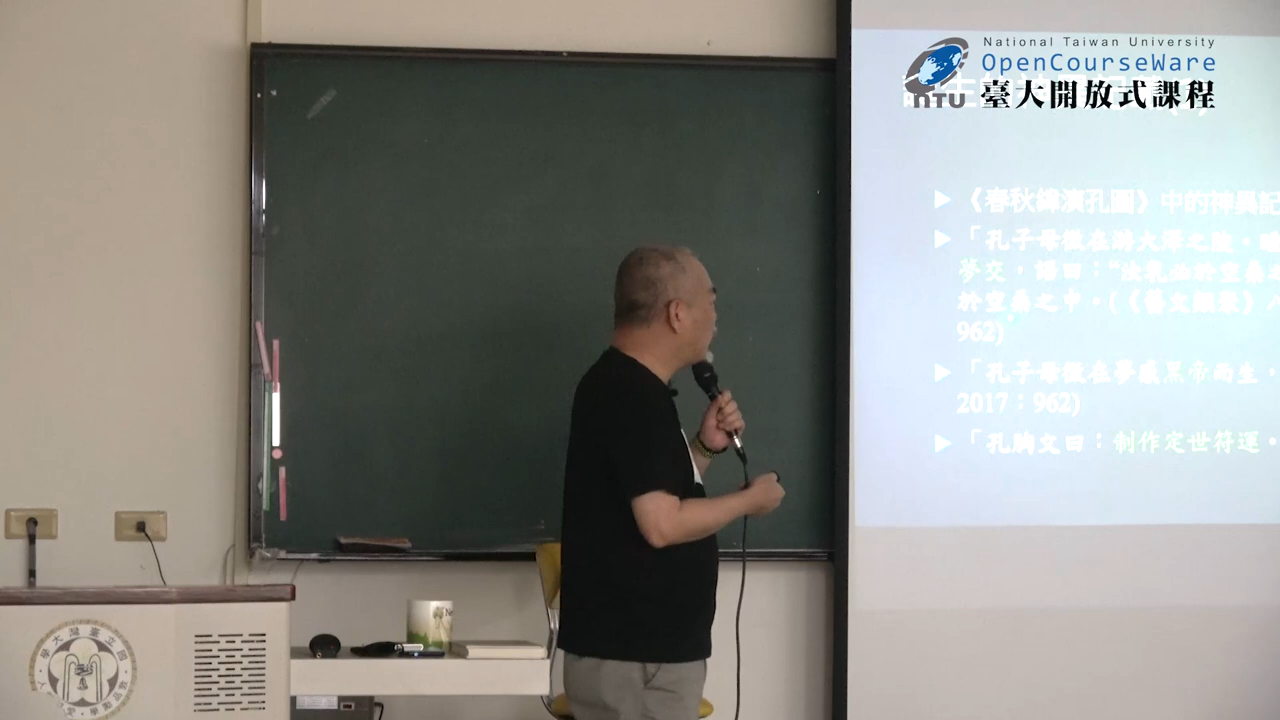 National Taiwan University
OpenCourseWare
臺大開放式課程
NTU
《春秋緯演孔圖》中的神異記
「孔子母徵在游大澤之陂,睡
夢交,語曰:“汝乳必於空桑之
於空桑之中。(《藝文類聚》八
962)
「孔子母徵在夢感黑帝而生,
2017:962)
「孔胸文曰:制作定世符運。